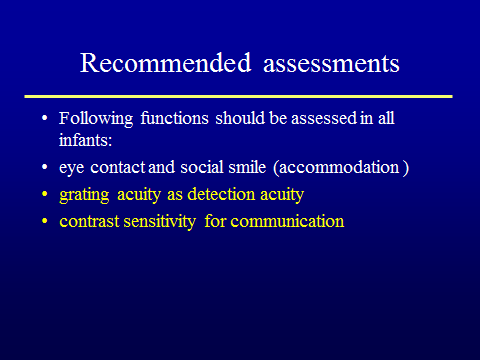 Recommended assessments
• Following functions should be assessed in all
infants:
• eye contact and social smile (accommodation )
• grating acuity as detection acuity
• contrast sensitivity for communication